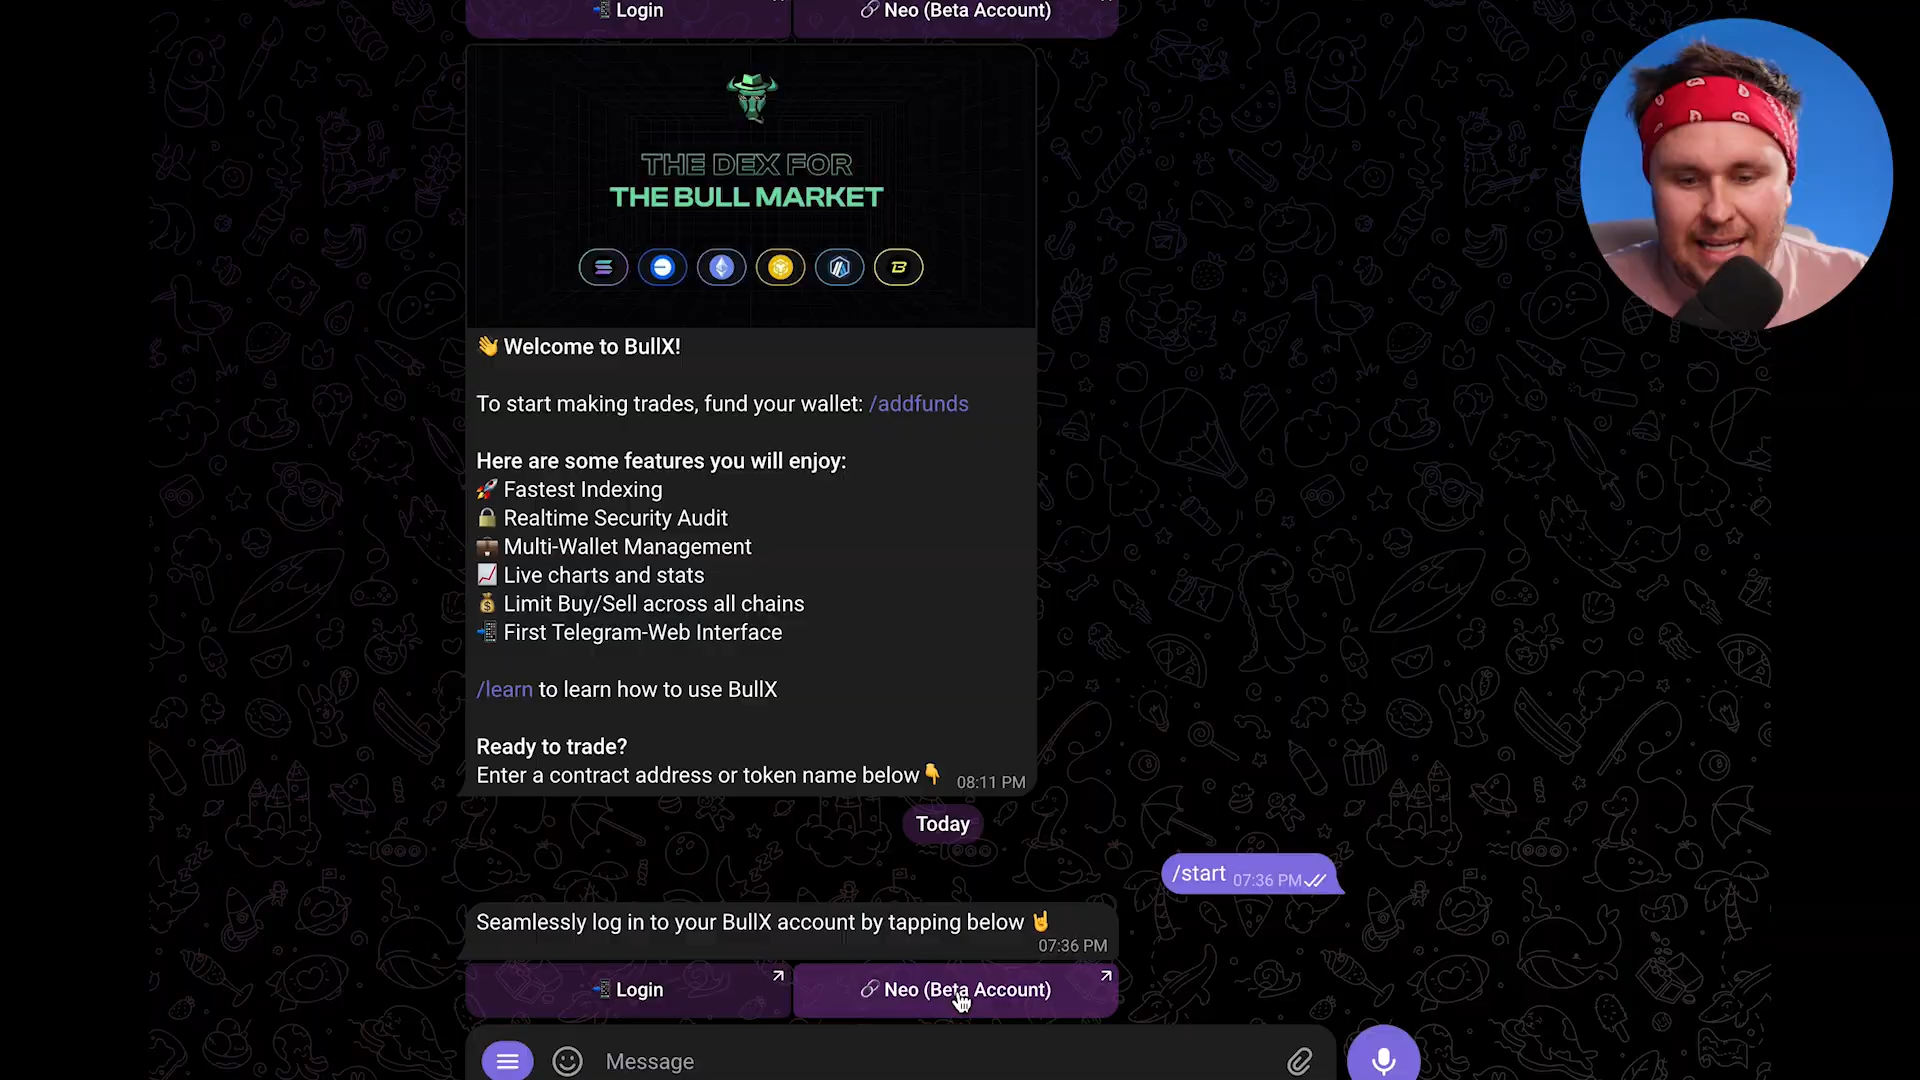 Login
Neo (Beta Account)
THE DEX FOR
THE BULL MARKET
👋 Welcome to BullX!
To start making trades, fund your wallet: /addfunds
Here are some features you will enjoy:
🚀 Fastest Indexing
🔒 Realtime Security Audit
💼 Multi-Wallet Management
📈 Live charts and stats
💰 Limit Buy/Sell across all chains
📲 First Telegram-Web Interface
/learn to learn how to use BullX
Ready to trade?
Enter a contract address or token name below👇 08:11 PM
Today
/start 07:36 PM
Seamlessly log in to your BullX account by tapping below 🤘
07:36 PM
Login
Neo (Beta Account)
Message